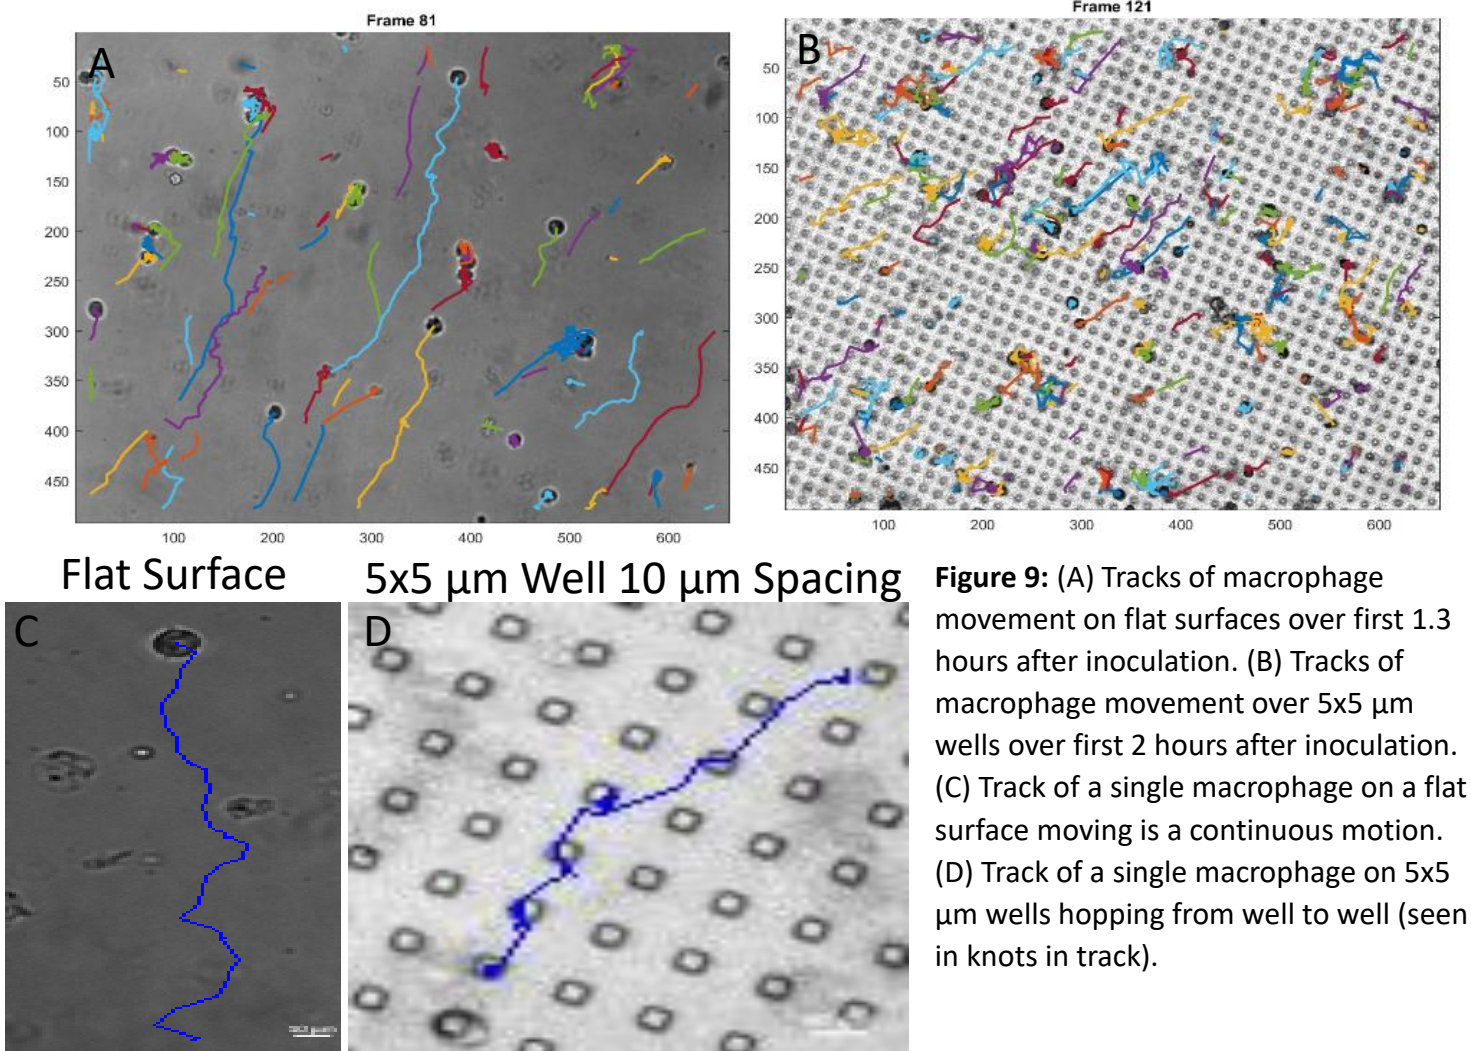 Frame 81
A
50
100
150
200
250
300
350
400
450
100 200 300 400 500 600
Frame 121
B
50
100
150
200
250
300
350
400
450
100 200 300 400 500 600
Flat Surface
5x5 µm Well 10 µm Spacing
C
D
Figure 9: (A) Tracks of macrophage
movement on flat surfaces over first 1.3
hours after inoculation. (B) Tracks of
macrophage movement over 5x5 µm
wells over first 2 hours after inoculation.
(C) Track of a single macrophage on a flat
surface moving is a continuous motion.
(D) Track of a single macrophage on 5x5
µm wells hopping from well to well (seen
in knots in track).